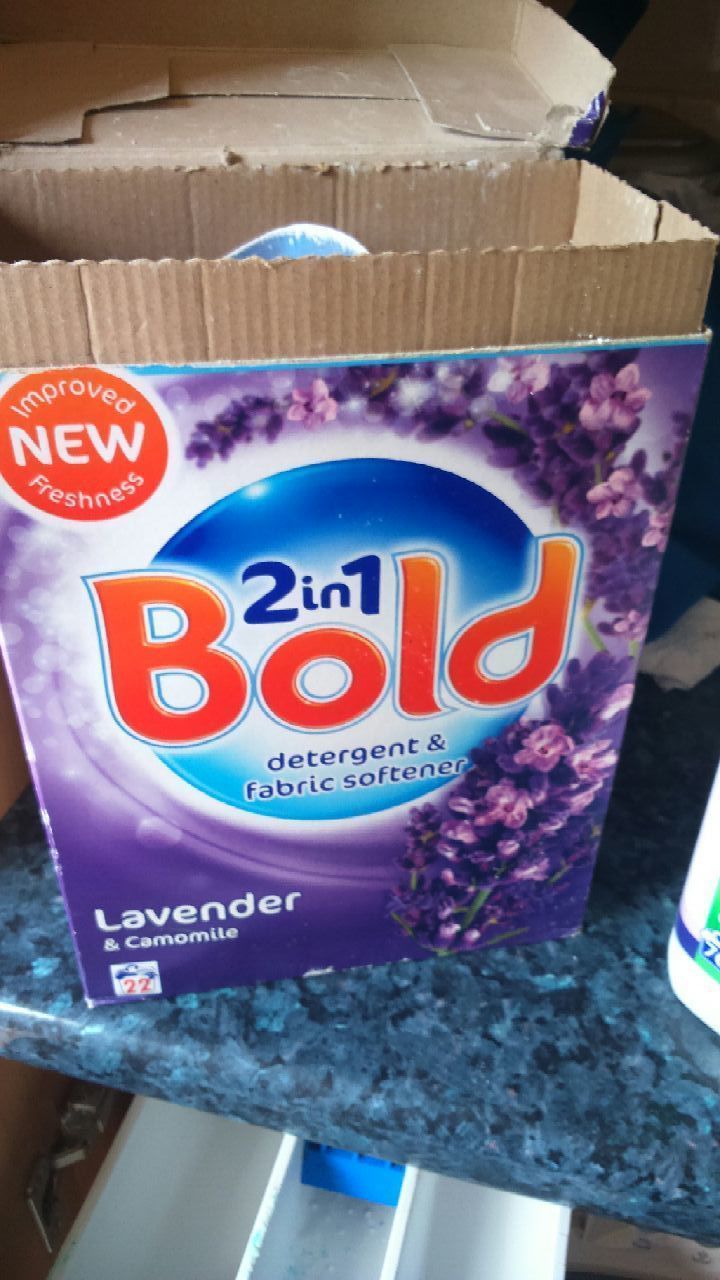 Improved
NEW
Freshness
2in1
Bold
detergent &
fabric softener
Lavender
& Camomile
22